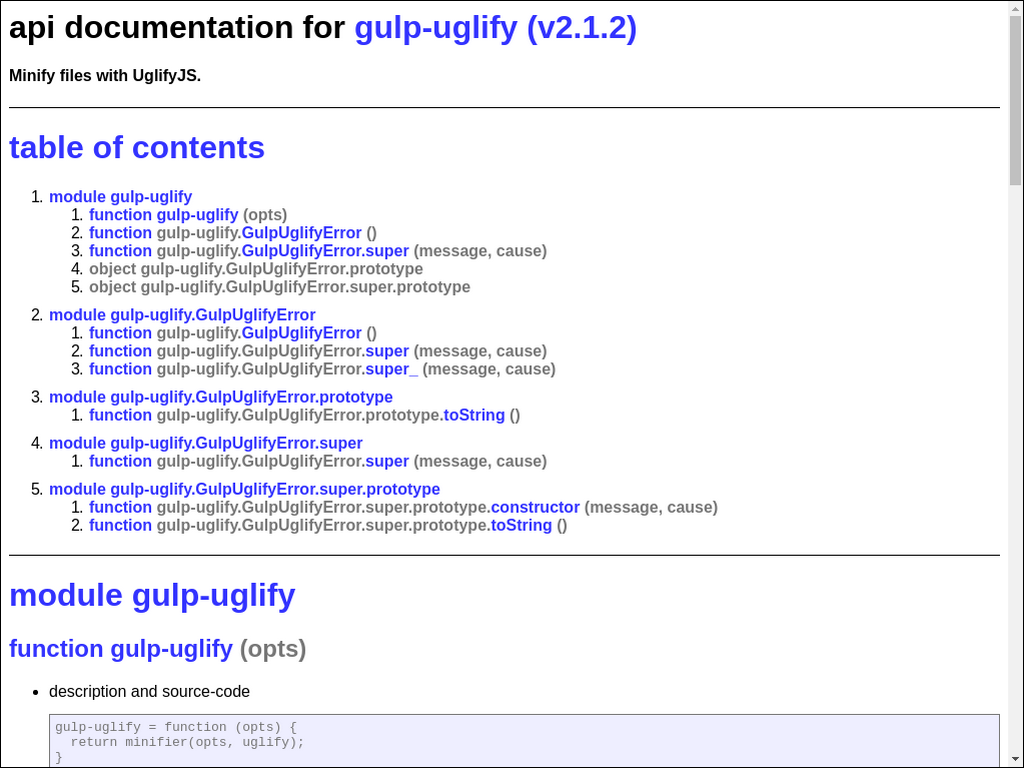 api documentation for gulp-uglify (v2.1.2)
Minify files with UglifyJS.
table of contents
1. module gulp-uglify
1. function gulp-uglify (opts)
2. function gulp-uglify.GulpUglifyError ()
3. function gulp-uglify.GulpUglifyError.super (message, cause)
4. object gulp-uglify.GulpUglifyError.prototype
5. object gulp-uglify.GulpUglifyError.super.prototype
2. module gulp-uglify.GulpUglifyError
1. function gulp-uglify.GulpUglifyError ()
2. function gulp-uglify.GulpUglifyError.super (message, cause)
3. function gulp-uglify.GulpUglifyError.super_ (message, cause)
3. module gulp-uglify.GulpUglifyError.prototype
1. function gulp-uglify.GulpUglifyError.prototype.toString ()
4. module gulp-uglify.GulpUglifyError.super
1. function gulp-uglify.GulpUglifyError.super (message, cause)
5. module gulp-uglify.GulpUglifyError.super.prototype
1. function gulp-uglify.GulpUglifyError.super.prototype.constructor (message, cause)
2. function gulp-uglify.GulpUglifyError.super.prototype.toString ()
module gulp-uglify
function gulp-uglify (opts)
• description and source-code
gulp-uglify = function (opts) {
  return minifier(opts, uglify);
}